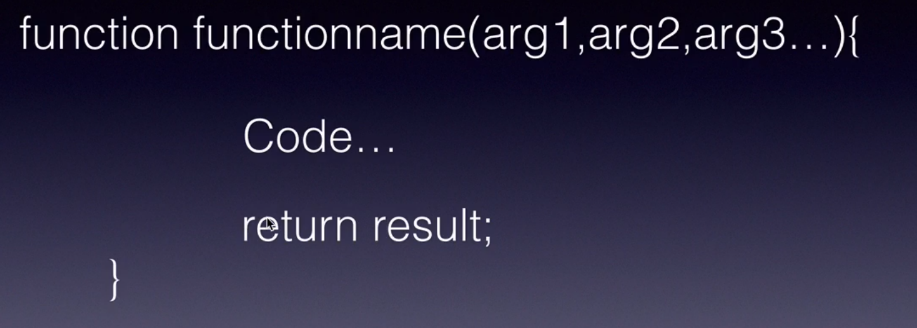 function functionname(arg1,arg2,arg3...){
Code...
return result;
}